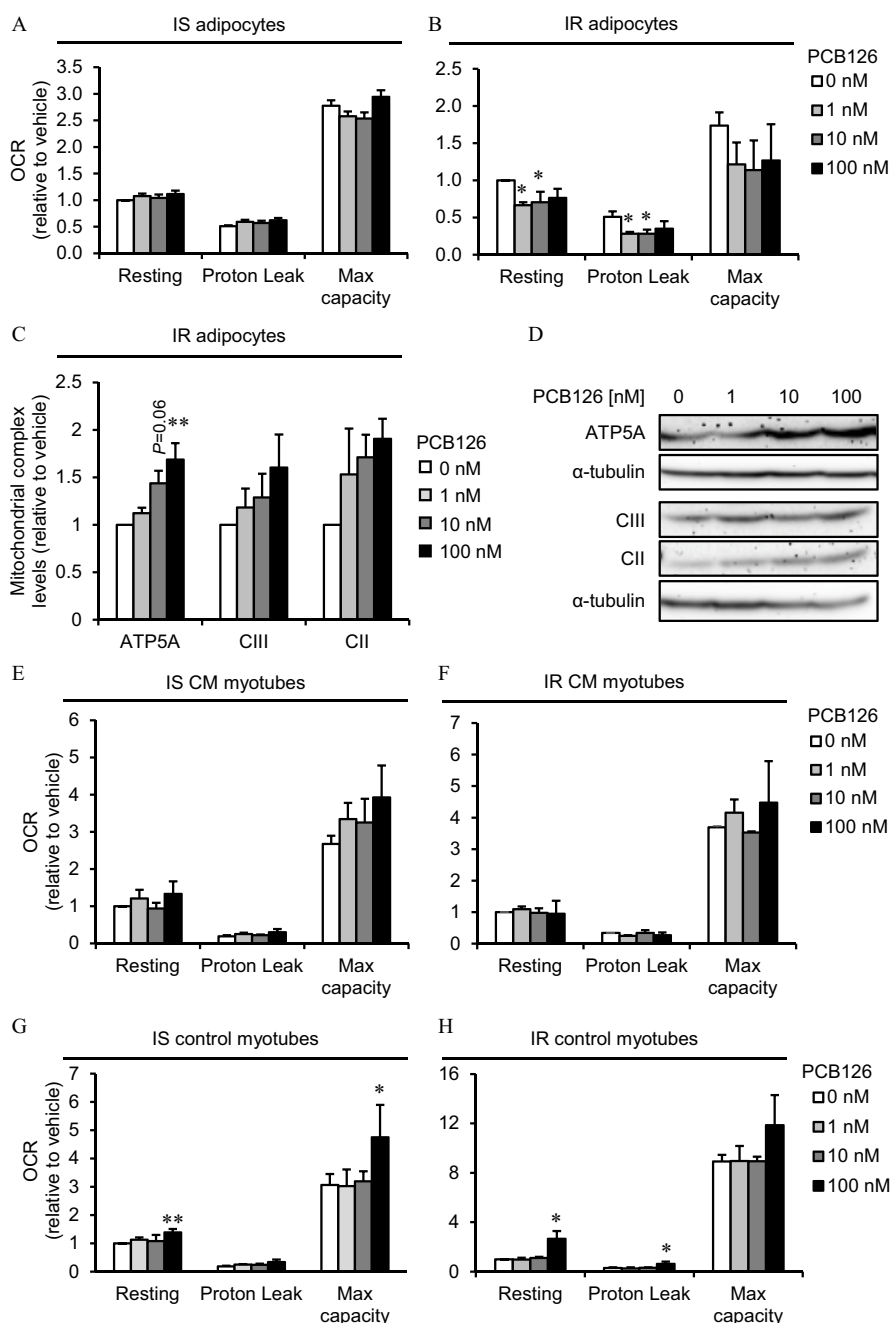 A
IS adipocytes
OCR
(relative to vehicle)
3.5
3.0
2.5
2.0
1.5
1.0
0.5
0.0
Resting
Proton Leak
Max
capacity
B
IR adipocytes
2.5
2.0
1.5
1.0
0.5
0.0
*
*
*
*
Resting
Proton Leak
Max
capacity
PCB126
0 nM
1 nM
10 nM
100 nM
C
IR adipocytes
Mitochondrial complex
levels (relative to vehicle)
2.5
2
1.5
1
0.5
0
P=0.06
**
ATP5A
CIII
CII
PCB126
0 nM
1 nM
10 nM
100 nM
D
PCB126 [nM] 0 1 10 100
ATP5A
α-tubulin
CIII
CII
α-tubulin
E
IS CM myotubes
OCR
(relative to vehicle)
6
5
4
3
2
1
0
Resting
Proton Leak
Max
capacity
F
IR CM myotubes
7
6
5
4
3
2
1
0
Resting
Proton Leak
Max
capacity
PCB126
0 nM
1 nM
10 nM
100 nM
G
IS control myotubes
OCR
(relative to vehicle)
7
6
5
4
3
2
1
0
**
*
Resting
Proton Leak
Max
capacity
H
IR control myotubes
16
12
8
4
0
*
*
Resting
Proton Leak
Max
capacity
PCB126
0 nM
1 nM
10 nM
100 nM